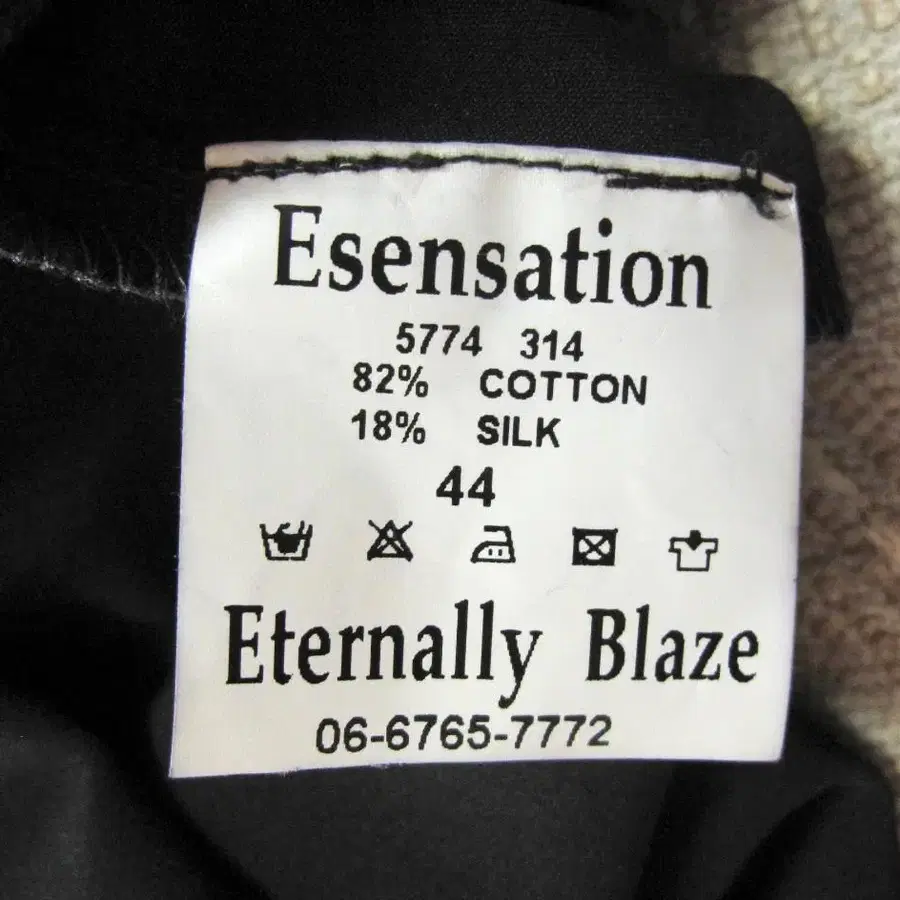 Esensation
5774 314
82% COTTON
18% SILK
44
Eternally Blaze
06-6765-7772